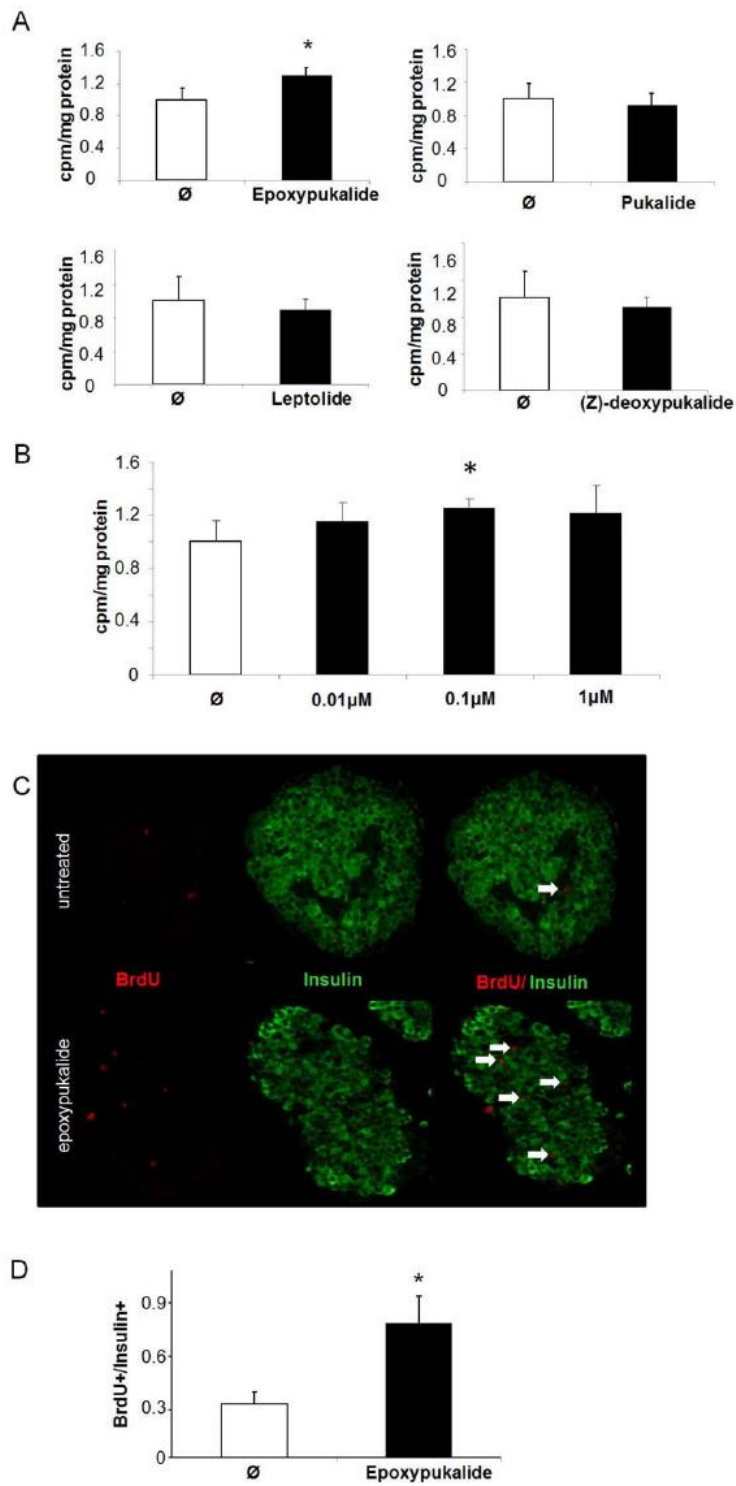 A
cpm/mg protein
1.6
1.2
0.8
0.4
0
*
Ø Epoxypukalide
cpm/mg protein
1.6
1.2
0.8
0.4
0
Ø Pukalide
cpm/mg protein
1.6
1.2
0.8
0.4
0
Ø Leptolide
cpm/mg protein
1.6
1.2
0.8
0.4
0
Ø (Z)-deoxypukalide
B
cpm/mg protein
1.6
1.2
0.8
0.4
0
*
Ø 0.01µM 0.1µM 1µM
C
untreated
BrdU Insulin BrdU/Insulin
epoxypukalide
D
BrdU+/Insulin+
0.9
0.6
0.3
0
*
Ø Epoxypukalide